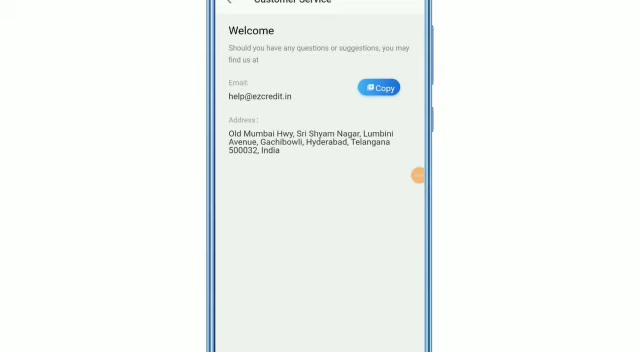 Customer Service
Welcome
Should you have any questions or suggestions, you may
find us at
Email:
Copy
help@ezcredit.in
Address:
Old Mumbai Hwy, Sri Shyam Nagar, Lumbini
Avenue, Gachibowli, Hyderabad, Telangana
500032, India